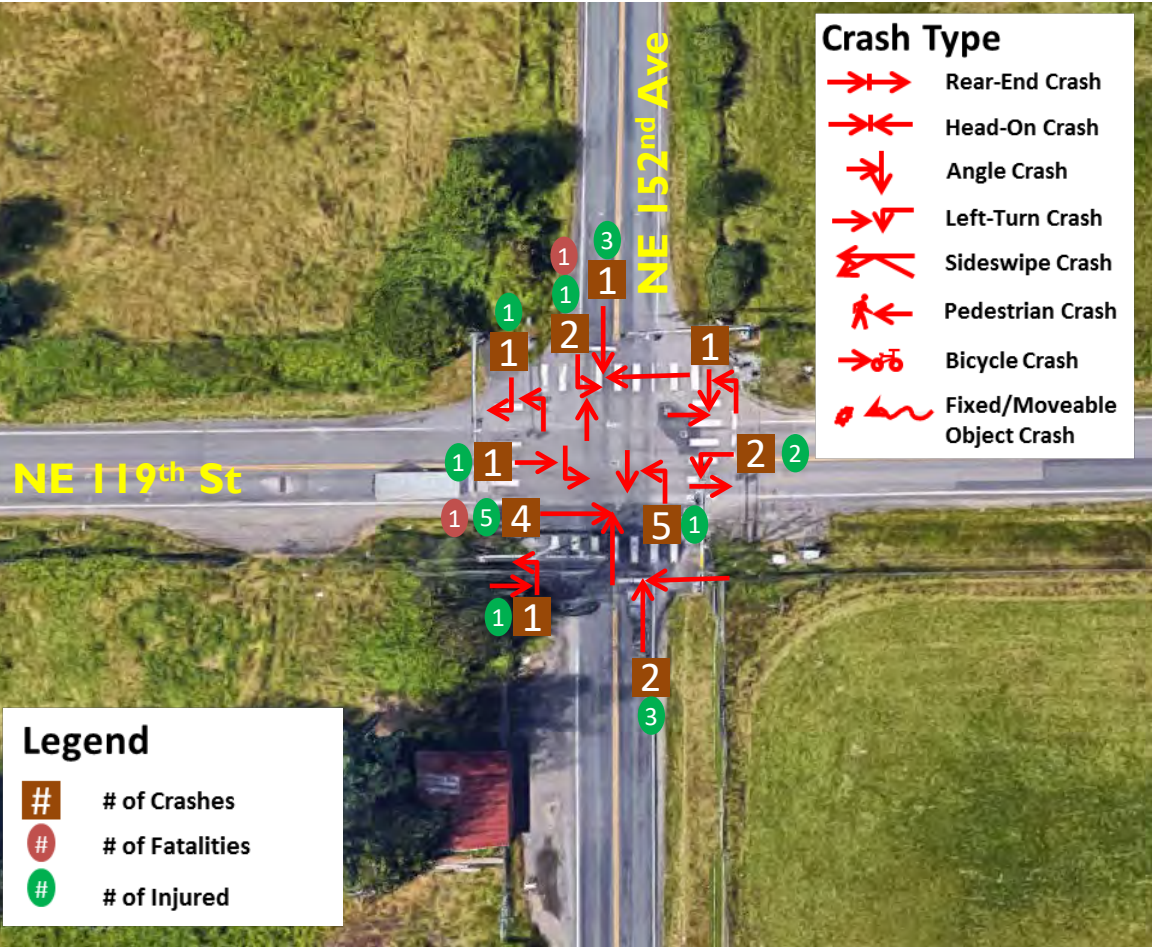 Crash Type
Rear-End Crash
Head-On Crash
Angle Crash
Left-Turn Crash
Sideswipe Crash
Pedestrian Crash
Bicycle Crash
Fixed/Moveable
Object Crash
NE 152nd Ave
3
1
1
1
1
2
1
1
NE 119th St
1
1
2
2
1
5
4
5
1
1
1
2
3
Legend
# # of Crashes
# # of Fatalities
# # of Injured